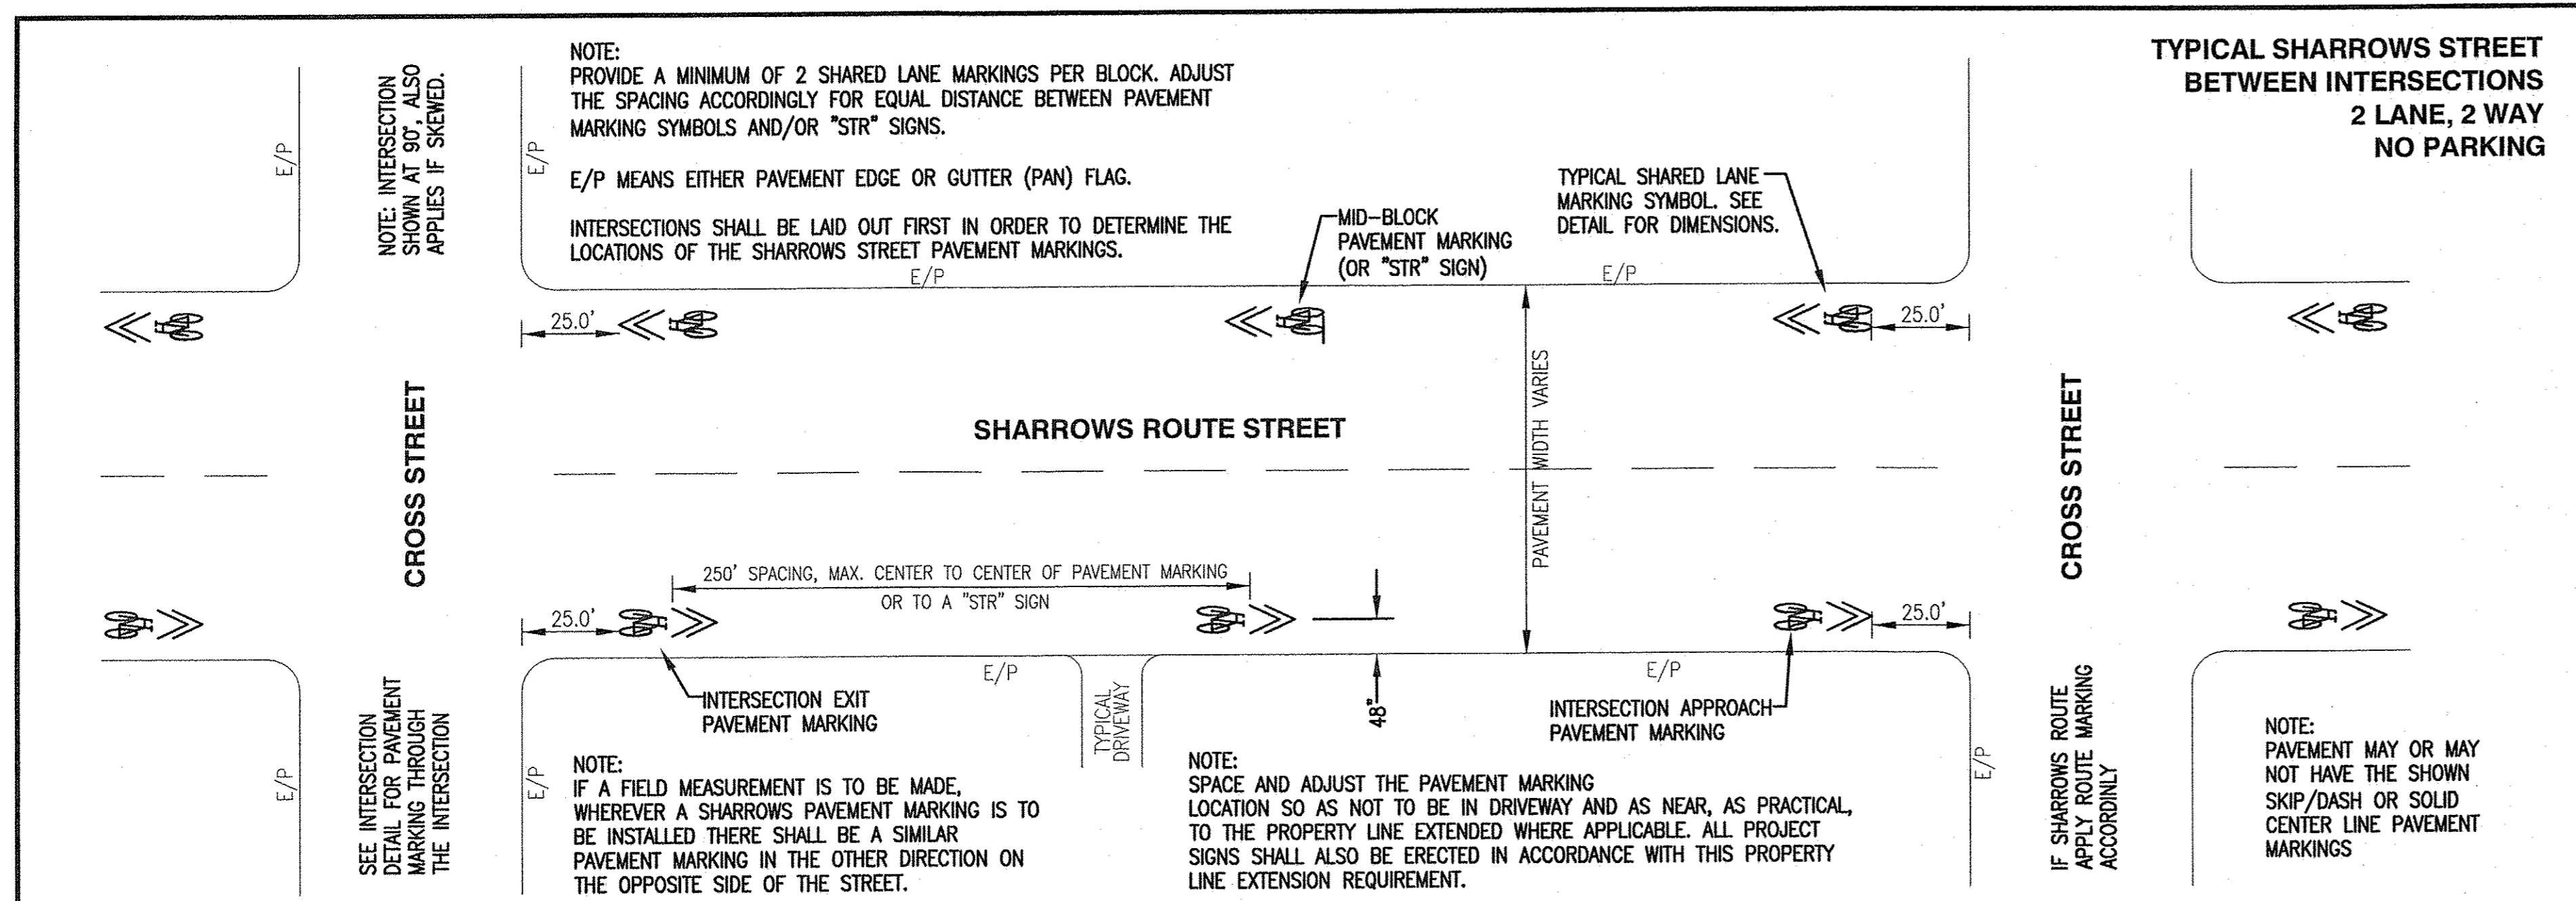 TYPICAL SHARROWS STREET
BETWEEN INTERSECTIONS
2 LANE, 2 WAY
NO PARKING
NOTE: INTERSECTION
SHOWN AT 90°, ALSO
APPLIES IF SKEWED.
NOTE:
PROVIDE A MINIMUM OF 2 SHARED LANE MARKINGS PER BLOCK. ADJUST
THE SPACING ACCORDINGLY FOR EQUAL DISTANCE BETWEEN PAVEMENT
MARKING SYMBOLS AND/OR "STR" SIGNS.
E/P MEANS EITHER PAVEMENT EDGE OR GUTTER (PAN) FLAG.
INTERSECTIONS SHALL BE LAID OUT FIRST IN ORDER TO DETERMINE THE
LOCATIONS OF THE SHARROWS STREET PAVEMENT MARKINGS.
E/P
E/P
E/P
E/P
MID-BLOCK
PAVEMENT MARKING
(OR "STR" SIGN)
TYPICAL SHARED LANE
MARKING SYMBOL. SEE
DETAIL FOR DIMENSIONS.
25.0'
25.0'
CROSS STREET
SHARROWS ROUTE STREET
PAVEMENT WIDTH VARIES
CROSS STREET
250' SPACING, MAX. CENTER TO CENTER OF PAVEMENT MARKING
OR TO A "STR" SIGN
25.0'
25.0'
E/P
E/P
E/P
E/P
E/P
INTERSECTION EXIT
PAVEMENT MARKING
TYPICAL
DRIVEWAY
48"
INTERSECTION APPROACH
PAVEMENT MARKING
SEE INTERSECTION
DETAIL FOR PAVEMENT
MARKING THROUGH
THE INTERSECTION
NOTE:
IF A FIELD MEASUREMENT IS TO BE MADE,
WHEREVER A SHARROWS PAVEMENT MARKING IS TO
BE INSTALLED THERE SHALL BE A SIMILAR
PAVEMENT MARKING IN THE OTHER DIRECTION ON
THE OPPOSITE SIDE OF THE STREET.
NOTE:
SPACE AND ADJUST THE PAVEMENT MARKING
LOCATION SO AS NOT TO BE IN DRIVEWAY AND AS NEAR, AS PRACTICAL,
TO THE PROPERTY LINE EXTENDED WHERE APPLICABLE. ALL PROJECT
SIGNS SHALL ALSO BE ERECTED IN ACCORDANCE WITH THIS PROPERTY
LINE EXTENSION REQUIREMENT.
IF SHARROWS ROUTE
APPLY ROUTE MARKING
ACCORDINLY
NOTE:
PAVEMENT MAY OR MAY
NOT HAVE THE SHOWN
SKIP/DASH OR SOLID
CENTER LINE PAVEMENT
MARKINGS